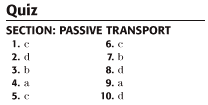 Quiz
SECTION: PASSIVE TRANSPORT
1. c 6. c
2. d 7. b
3. b 8. d
4. a 9. a
5. c 10. d